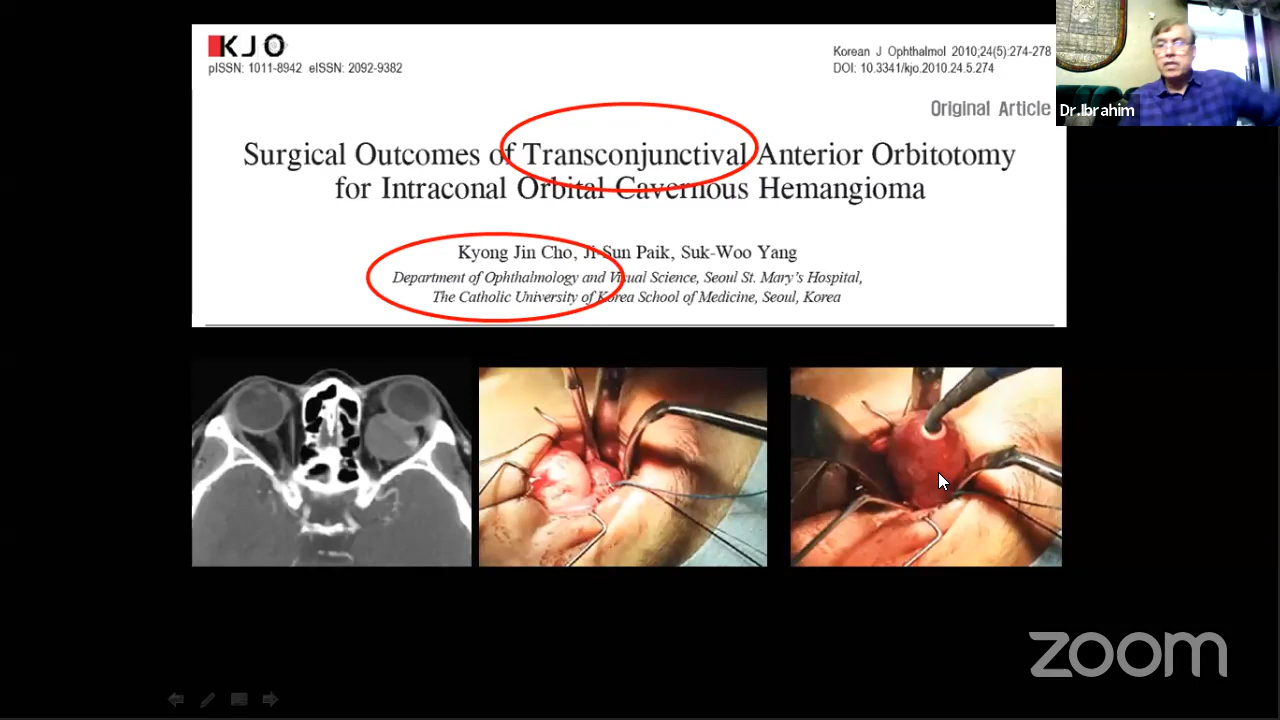 KJO
pISSN: 1011-8942 eISSN: 2092-9382
Korean J Ophthalmol 2010;24(5):274-278
DOI: 10.3341/kjo.2010.24.5.274
Original Article
Surgical Outcomes of Transconjunctival Anterior Orbitotomy
for Intraconal Orbital Cavernous Hemangioma
Kyong Jin Cho, Ji-Sun Paik, Suk-Woo Yang
Department of Ophthalmology and Visual Science, Seoul St. Mary's Hospital,
The Catholic University of Korea School of Medicine, Seoul, Korea
Dr.Ibrahim
zoom